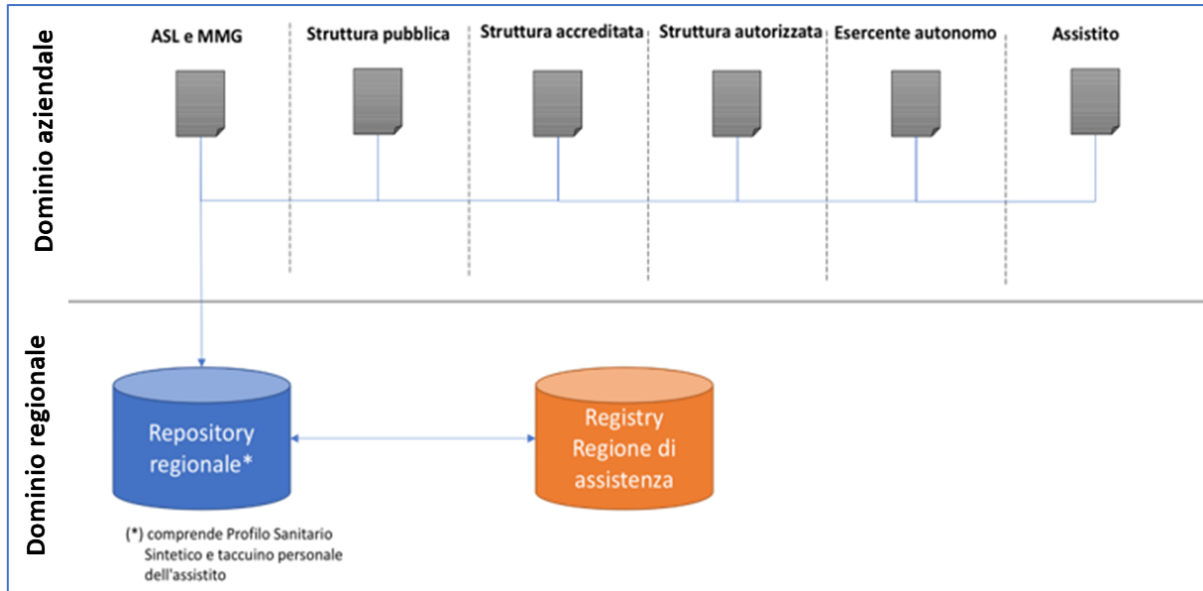 Dominio aziendale
ASL e MMG
Struttura pubblica
Struttura accreditata
Struttura autorizzata
Esercente autonomo
Assistito
Dominio regionale
Repository
regionale*
Registry
Regione di
assistenza
(*) comprende Profilo Sanitario
Sintetico e taccuino personale
dell'assistito